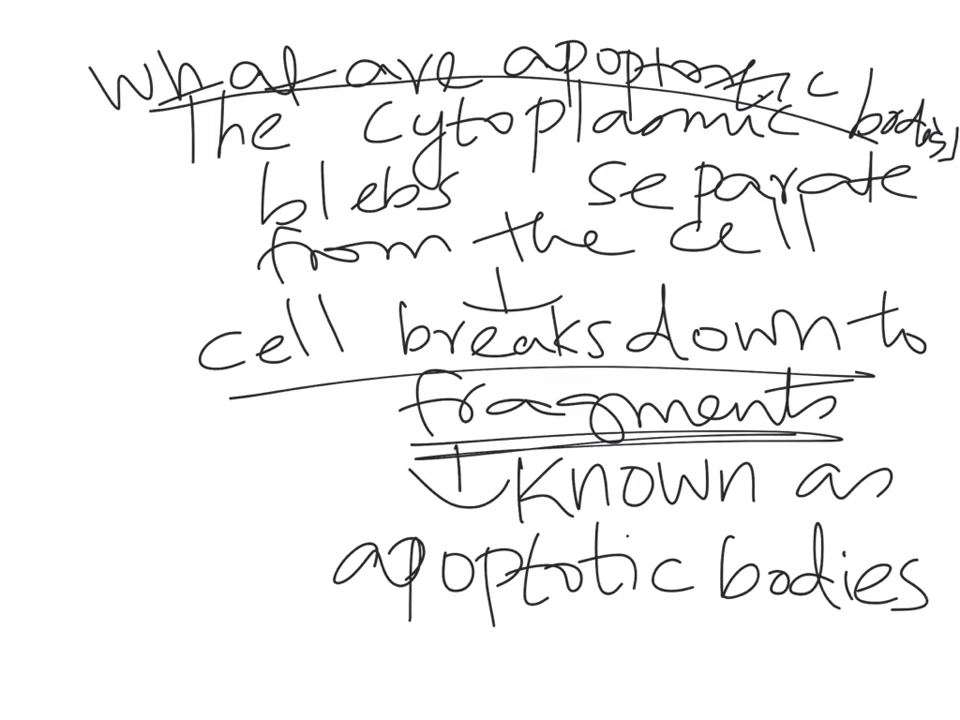 What are apoptostic bodies
The cytoplasmic
blebs separate
from the cell
cell breaks down to
fragments
known as
apoptotic bodies